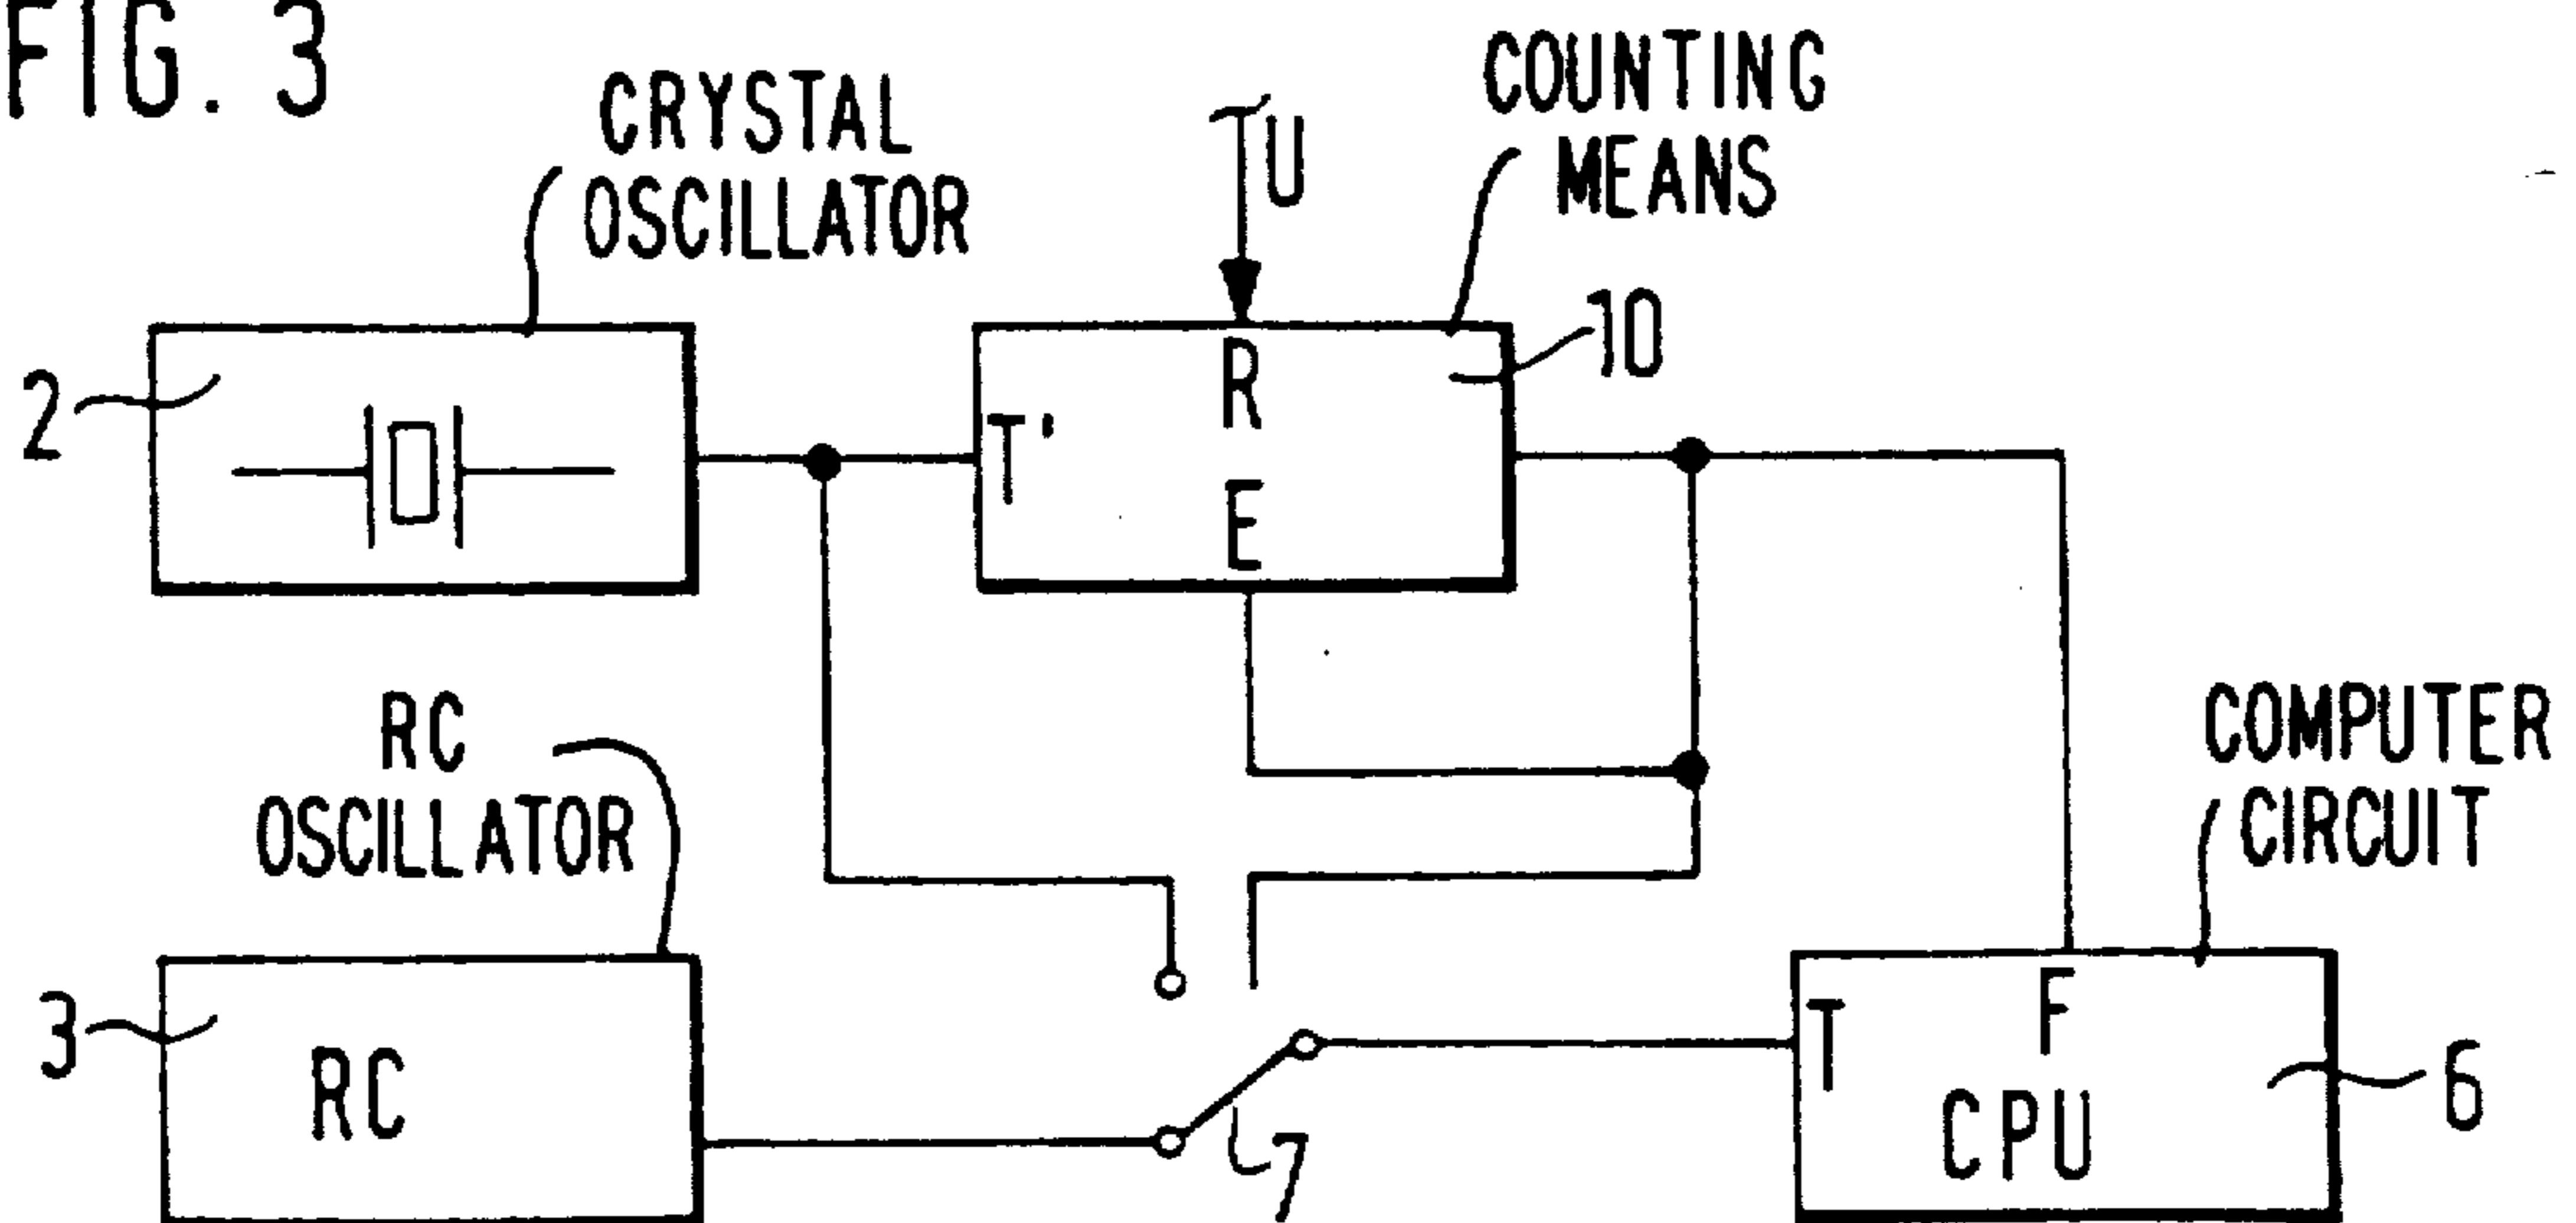 FIG. 3
CRYSTAL
OSCILLATOR
U
COUNTING
MEANS
2
T'
R
E
10
RC
OSCILLATOR
COMPUTER
CIRCUIT
3
RC
7
T
F
CPU
6